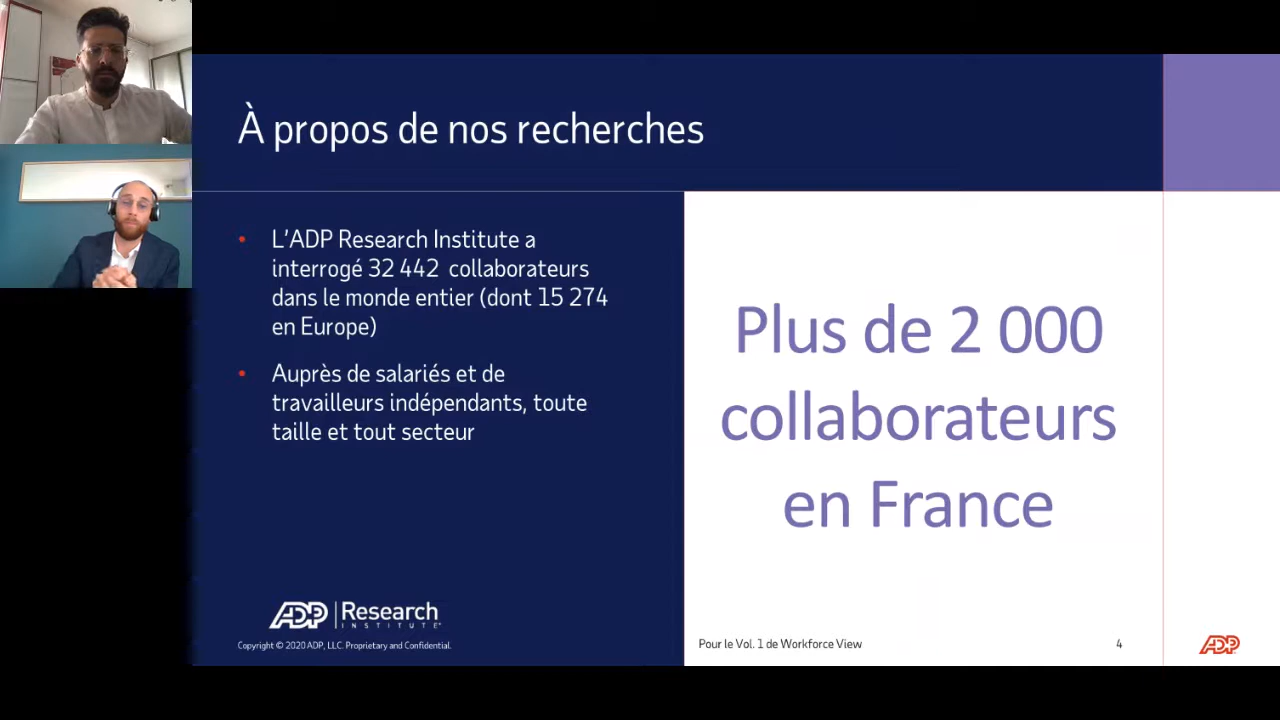 À propos de nos recherches
• L'ADP Research Institute a
interrogé 32 442 collaborateurs
dans le monde entier (dont 15 274
en Europe)
• Auprès de salariés et de
travailleurs indépendants, toute
taille et tout secteur
Plus de 2 000
collaborateurs
en France
ADP Research
INSTITUTE
Copyright © 2020 ADP, LLC. Proprietary and Confidential.
Pour le Vol. 1 de Workforce View
4
ADP